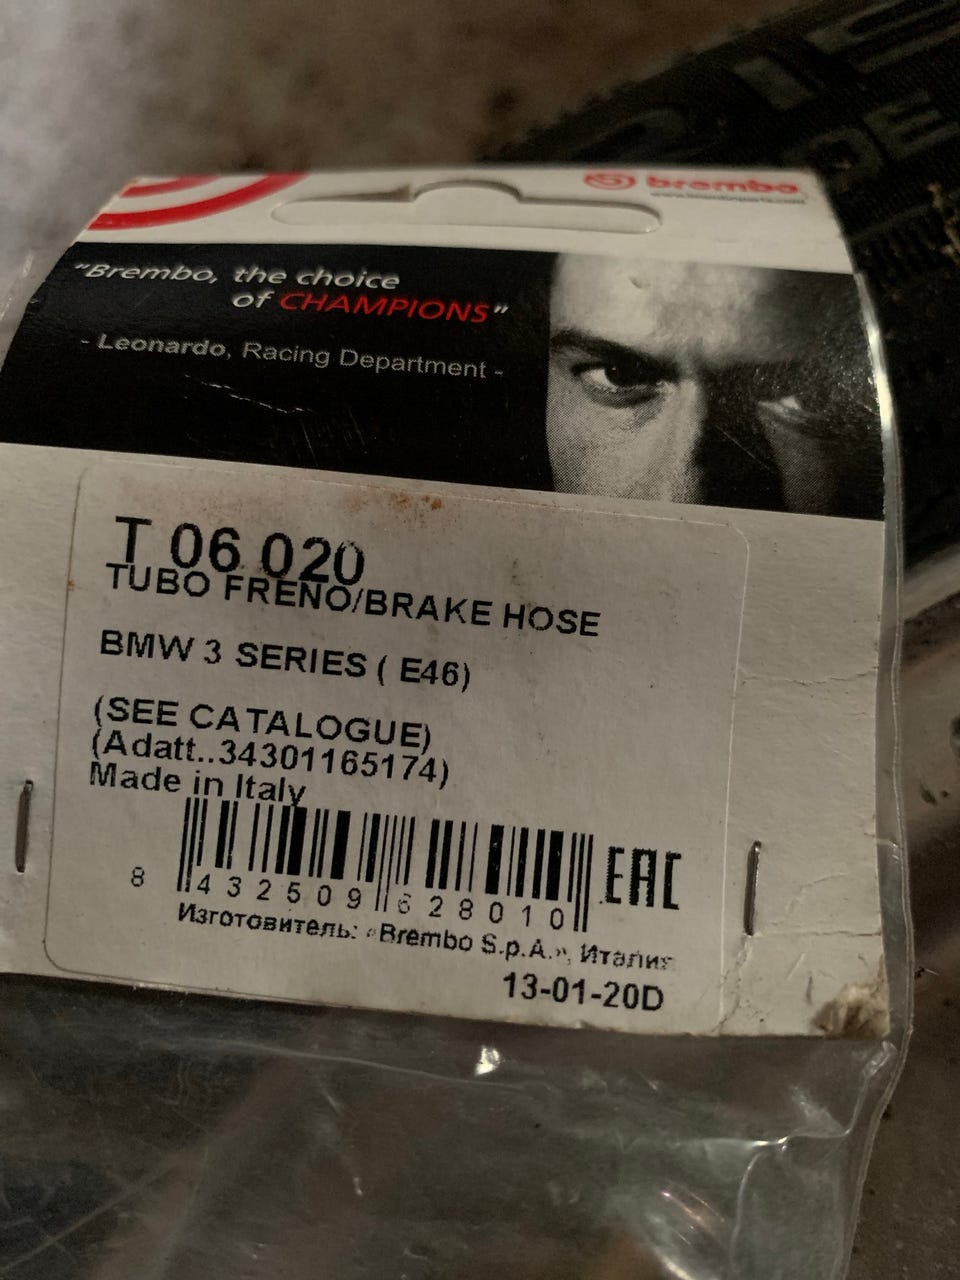 brembo
"Brembo, the choice
of CHAMPIONS"
- Leonardo, Racing Department -
T 06 020
TUBO FRENO/BRAKE HOSE
BMW 3 SERIES ( E46)
(SEE CATALOGUE)
(Adatt..34301165174)
Made in Italy
8 432509 628010
EAC
Изготовитель: «Brembo S.p.A.», Италия
13-01-20D